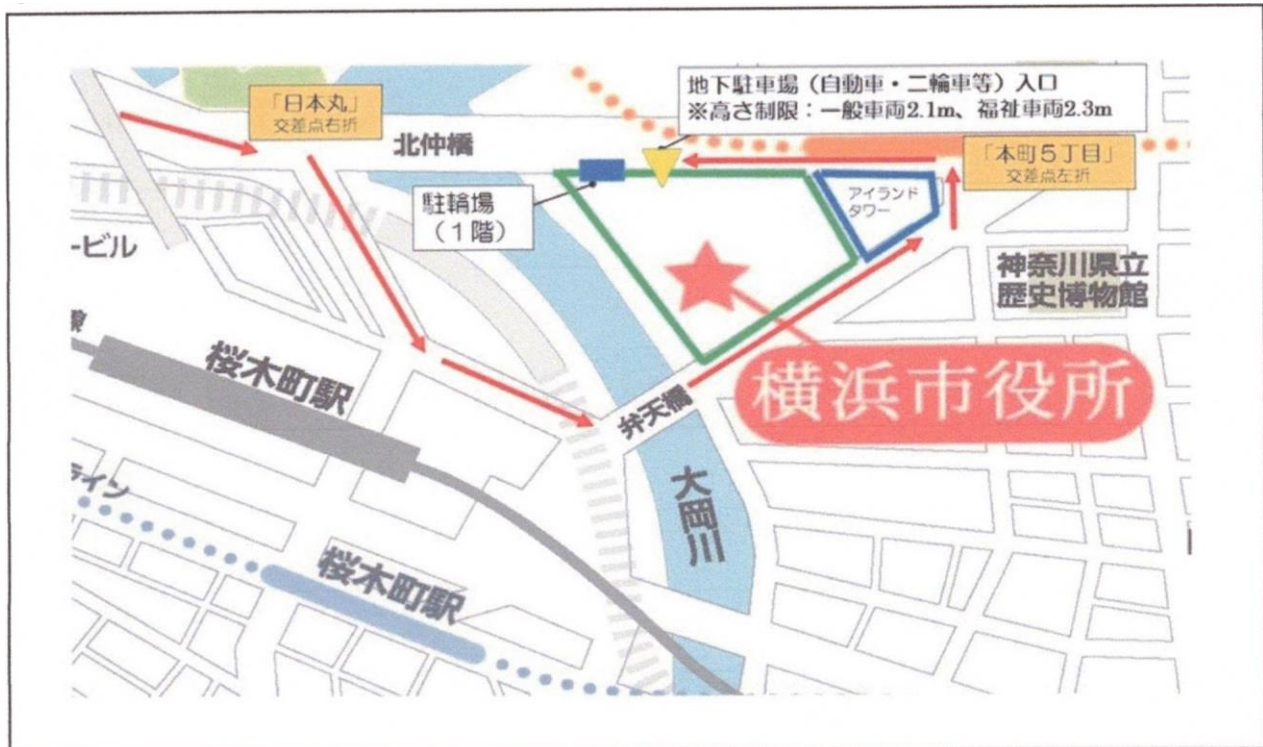 地下駐車場（自動車・二輪車等）入口
※高さ制限：一般車両2.1m、福祉車両2.3m
「日本丸」
交差点右折
北仲橋
「本町５丁目」
交差点左折
駐輪場
（１階）
アイランド
タワー
ービル
神奈川県立
歴史博物館
桜木町駅
横浜市役所
弁天橋
大岡川
ライン
桜木町駅